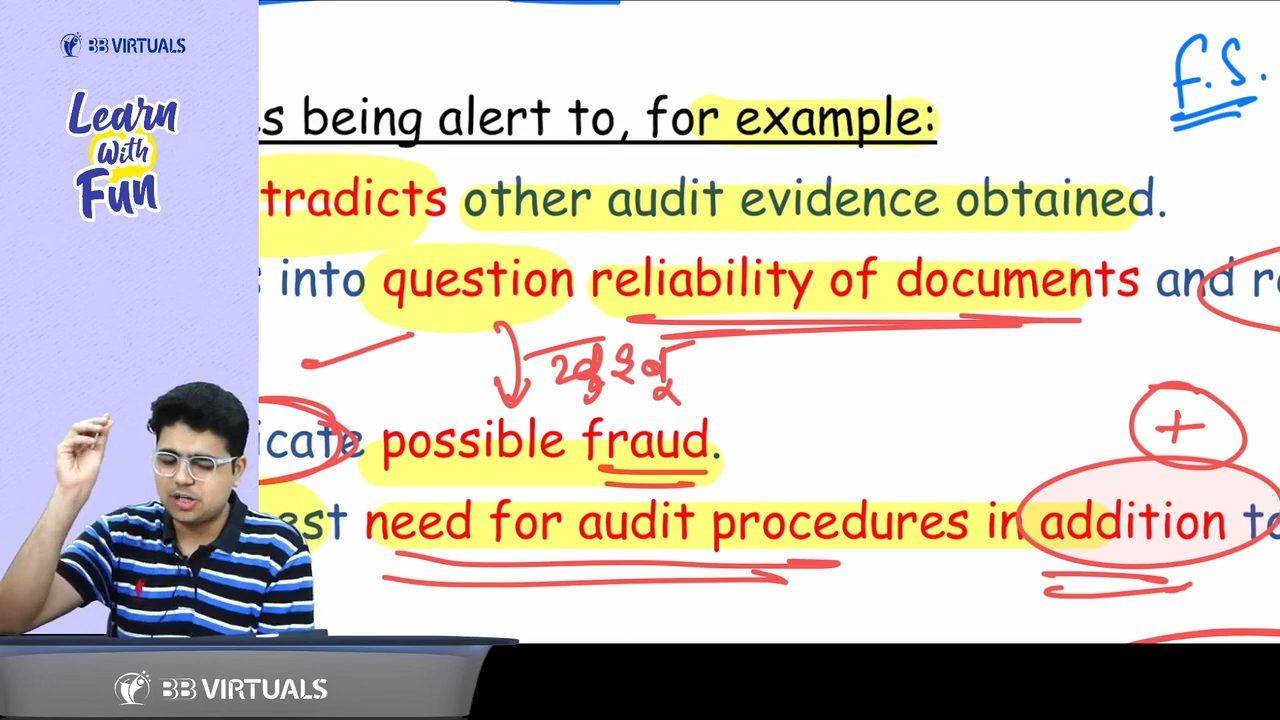 BB VIRTUALS
Learn
With
Fun
F.S.
s being alert to, for example:
tradicts other audit evidence obtained.
into question reliability of documents and re
icate possible fraud.
est need for audit procedures in addition to
+
BB VIRTUALS